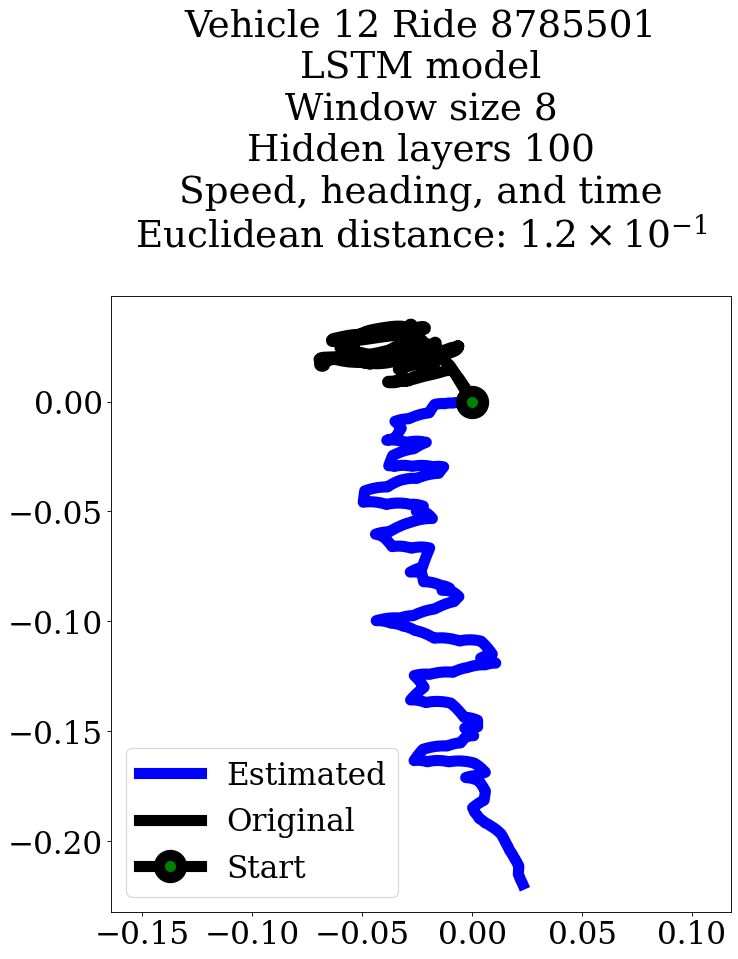 Vehicle 12 Ride 8785501
LSTM model
Window size 8
Hidden layers 100
Speed, heading, and time
Euclidean distance: 1.2 × 10⁻¹
0.00
−0.05
−0.10
−0.15
−0.20
Estimated
Original
Start
−0.15 −0.10 −0.05 0.00 0.05 0.10